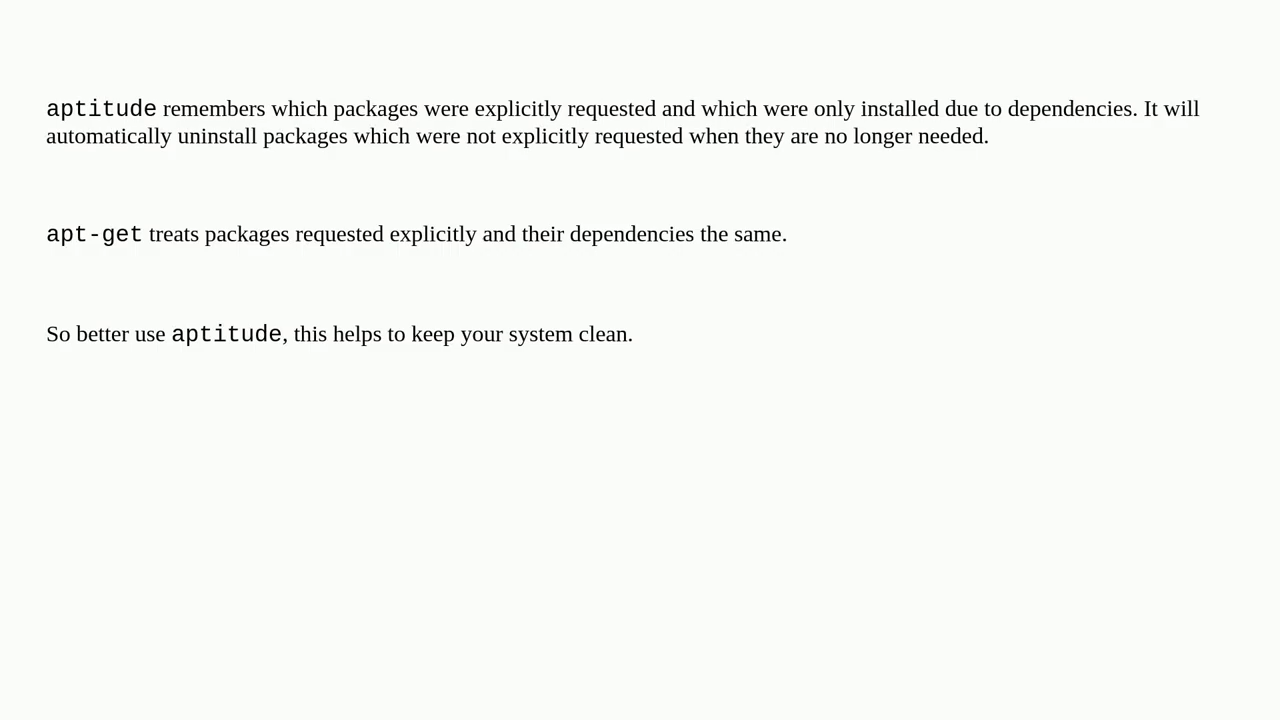 aptitude remembers which packages were explicitly requested and which were only installed due to dependencies. It will
automatically uninstall packages which were not explicitly requested when they are no longer needed.
apt-get treats packages requested explicitly and their dependencies the same.
So better use aptitude, this helps to keep your system clean.